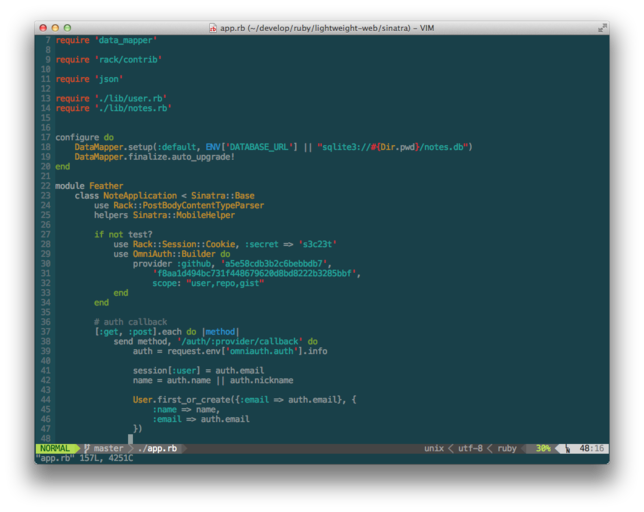 app.rb (~/develop/ruby/lightweight-web/sinatra) – VIM
7 require 'data_mapper'
8
9 require 'rack/contrib'
10
11 require 'json'
12
13 require './lib/user.rb'
14 require './lib/notes.rb'
15
16
17 configure do
18 DataMapper.setup(:default, ENV['DATABASE_URL'] || "sqlite3://#{Dir.pwd}/notes.db")
19 DataMapper.finalize.auto_upgrade!
20 end
21
22 module Feather
23 class NoteApplication < Sinatra::Base
24 use Rack::PostBodyContentTypeParser
25 helpers Sinatra::MobileHelper
26
27 if not test?
28 use Rack::Session::Cookie, :secret => 's3c23t'
29 use OmniAuth::Builder do
30 provider :github, 'a5e58cdb3b2c6bebbdb7',
31 'f8aa1d494bc731f448679620d8bd8222b3285bbf',
32 scope: "user,repo,gist"
33 end
34 end
35
36 # auth callback
37 [:get, :post].each do |method|
38 send method, '/auth/:provider/callback' do
39 auth = request.env['omniauth.auth'].info
40
41 session[:user] = auth.email
42 name = auth.name || auth.nickname
43
44 User.first_or_create({:email => auth.email}, {
45 :name => name,
46 :email => auth.email
47 })
48
NORMAL master ./app.rb unix utf-8 ruby 30% 48:16
"app.rb" 157L, 4251C